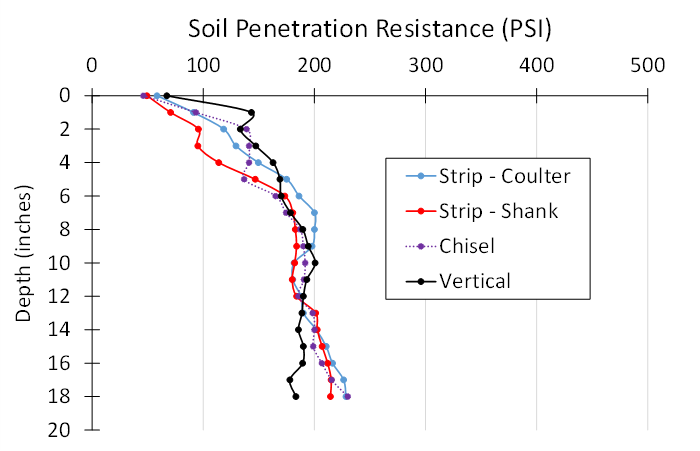 Soil Penetration Resistance (PSI)
0 100 200 300 400 500
0
2
4
6
8
10
12
14
16
18
20
Depth (inches)
Strip - Coulter
Strip - Shank
Chisel
Vertical